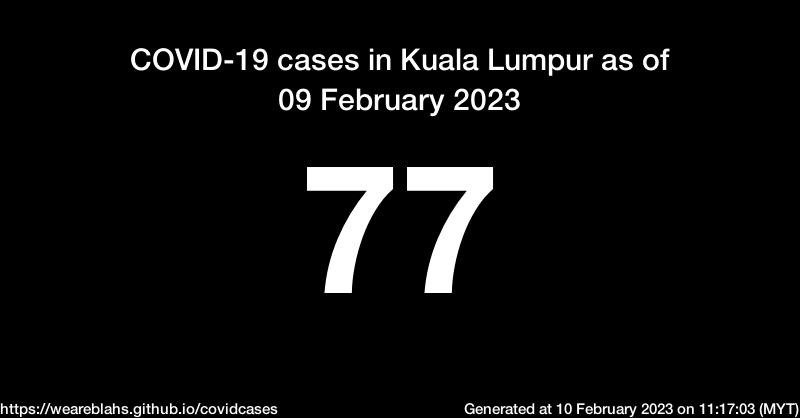 COVID-19 cases in Kuala Lumpur as of
09 February 2023
77
https://weareblahs.github.io/covidcases
Generated at 10 February 2023 on 11:17:03 (MYT)